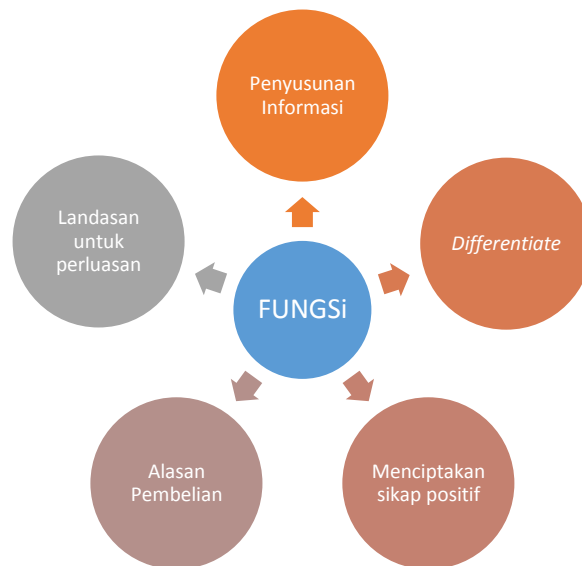 Penyusunan
Informasi
Landasan
untuk
perluasan
Differentiate
FUNGSi
Alasan
Pembelian
Menciptakan
sikap positif